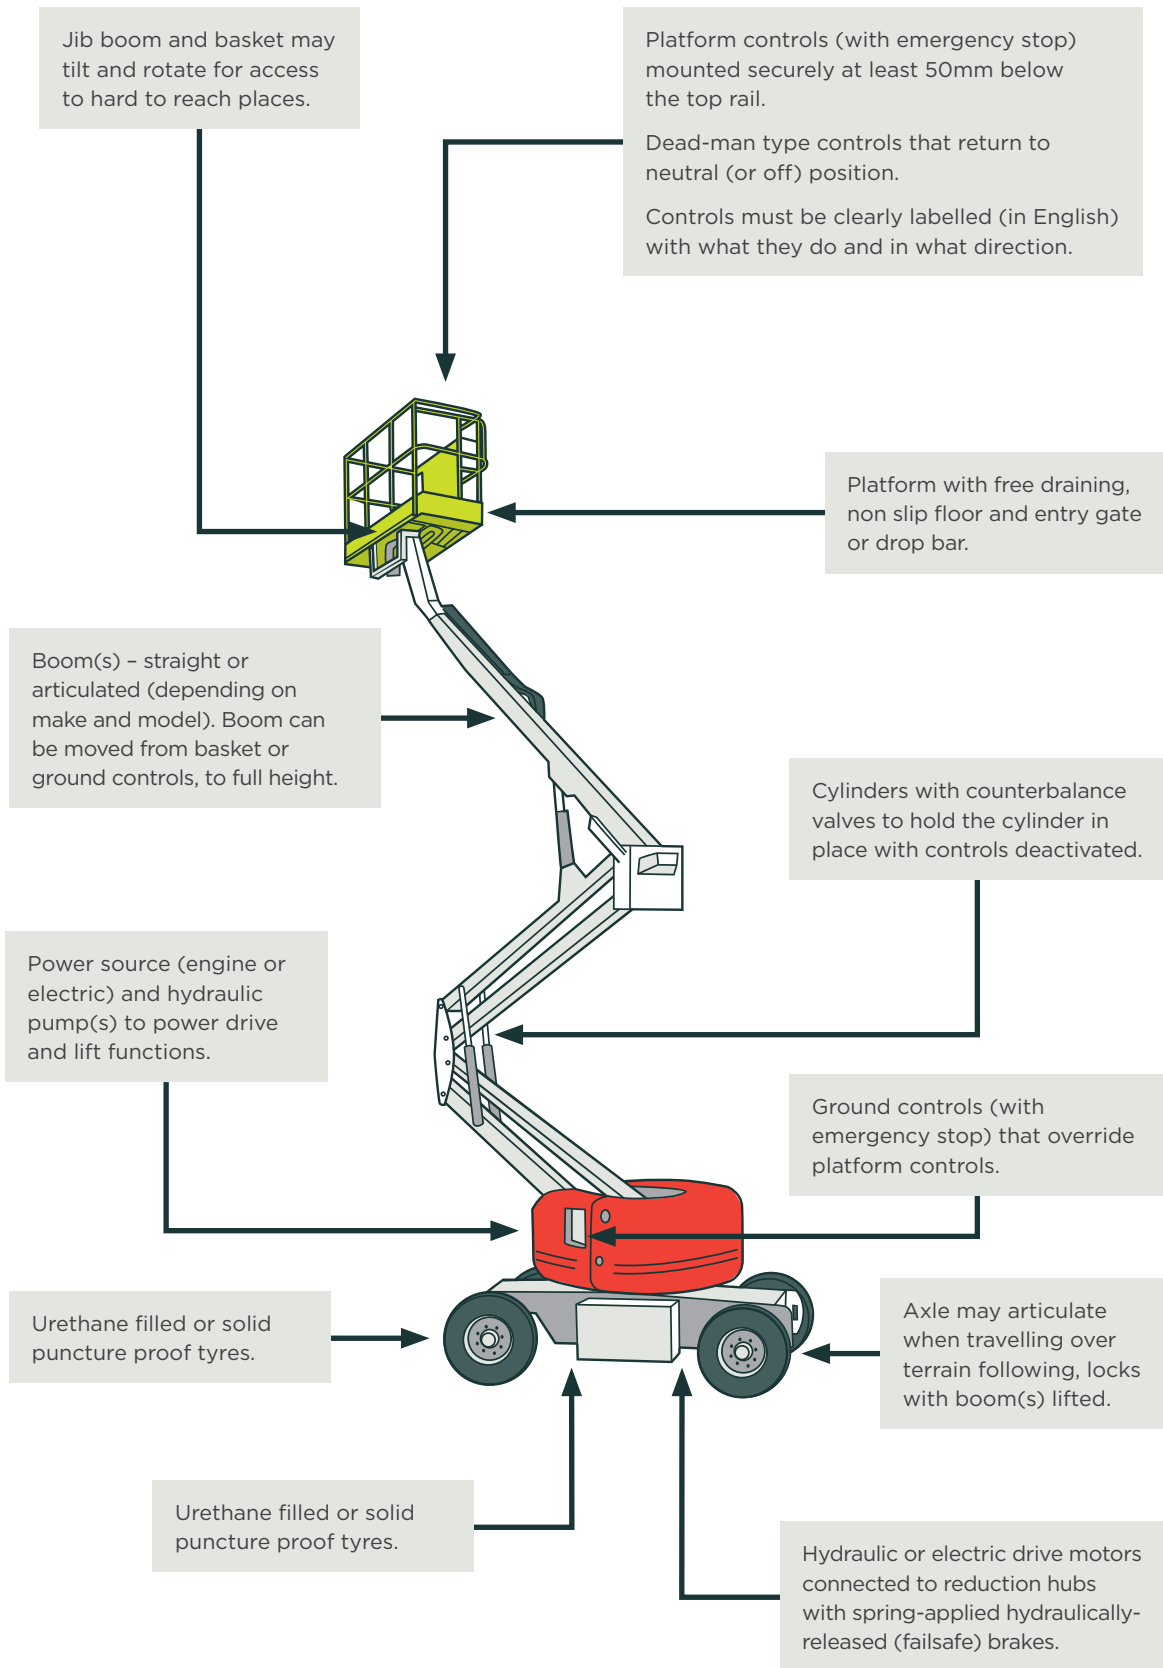 Jib boom and basket may
tilt and rotate for access
to hard to reach places.
Platform controls (with emergency stop)
mounted securely at least 50mm below
the top rail.
Dead-man type controls that return to
neutral (or off) position.
Controls must be clearly labelled (in English)
with what they do and in what direction.
Platform with free draining,
non slip floor and entry gate
or drop bar.
Boom(s) – straight or
articulated (depending on
make and model). Boom can
be moved from basket or
ground controls, to full height.
Cylinders with counterbalance
valves to hold the cylinder in
place with controls deactivated.
Power source (engine or
electric) and hydraulic
pump(s) to power drive
and lift functions.
Ground controls (with
emergency stop) that override
platform controls.
Urethane filled or solid
puncture proof tyres.
Axle may articulate
when travelling over
terrain following, locks
with boom(s) lifted.
Urethane filled or solid
puncture proof tyres.
Hydraulic or electric drive motors
connected to reduction hubs
with spring-applied hydraulically-
released (failsafe) brakes.